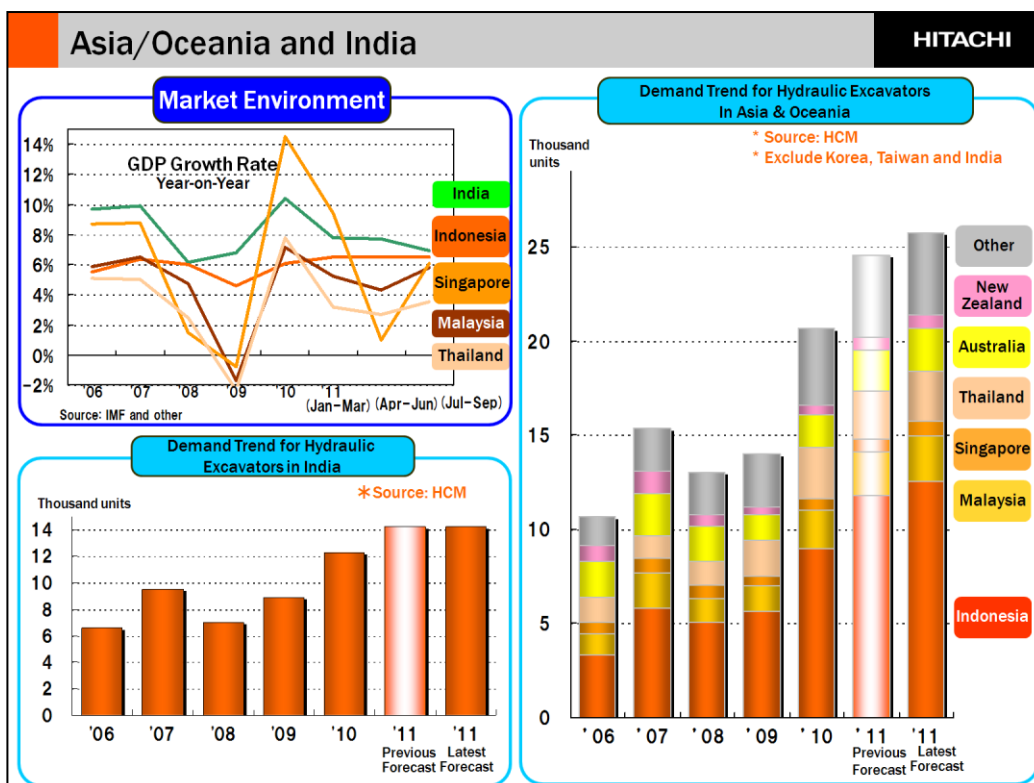 Asia/Oceania and India
HITACHI
Market Environment
14%
12%
10%
8%
6%
4%
2%
0%
-2%
GDP Growth Rate
Year-on-Year
India
Indonesia
Singapore
Malaysia
Thailand
'06 '07 '08 '09 '10 '11
(Jan-Mar) (Apr-Jun) (Jul-Sep)
Source: IMF and other
Demand Trend for Hydraulic
Excavators in India
Thousand units
*Source: HCM
14
12
10
8
6
4
2
0
'06 '07 '08 '09 '10 '11 '11
Previous Latest
Forecast Forecast
Demand Trend for Hydraulic Excavators
In Asia & Oceania
* Source: HCM
* Exclude Korea, Taiwan and India
Thousand
units
25
20
15
10
5
0
Other
New
Zealand
Australia
Thailand
Singapore
Malaysia
Indonesia
' 06 ' 07 ' 08 ' 09 ' 10 ' 11 '11
Previous Latest
Forecast Forecast